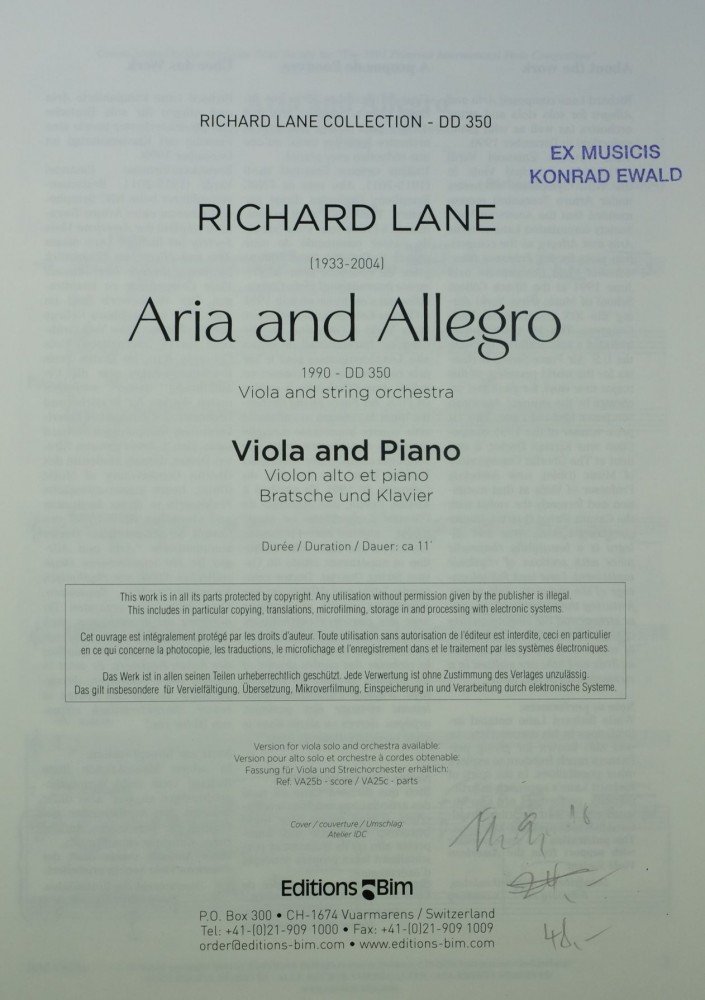 RICHARD LANE COLLECTION - DD 350
EX MUSICIS
KONRAD EWALD
RICHARD LANE
(1933-2004)
Aria and Allegro
1990 - DD 350
Viola and string orchestra
Viola and Piano
Violon alto et piano
Bratsche und Klavier
Durée / Duration / Dauer: ca 11'
This work is in all its parts protected by copyright. Any utilisation without permission given by the publisher is illegal.
This includes in particular copying, translations, microfilming, storage in and processing with electronic systems.
Cet ouvrage est intégralement protégé par les droits d'auteur. Toute utilisation sans autorisation de l'éditeur est interdite, ceci en particulier
en ce qui concerne la photocopie, les traductions, le microfichage et l'enregistrement dans et le traitement par les systèmes électroniques.
Das Werk ist in allen seinen Teilen urheberrechtlich geschützt. Jede Verwertung ist ohne Zustimmung des Verlages unzulässig.
Das gilt insbesondere für Vervielfältigung, Übersetzung, Mikroverfilmung, Einspeicherung in und Verarbeitung durch elektronische Systeme.
Version for viola solo and orchestra available:
Version pour alto solo et orchestre à cordes obtenable:
Fassung für Viola und Streichorchester erhältlich:
Ref. VA25b - score / VA25c - parts
Cover / couverture / Umschlag:
Atelier IDC
Editions Bim
P.O. Box 300 • CH-1674 Vuarmarens / Switzerland
Tel: +41-(0)21-909 1000 • Fax: +41-(0)21-909 1009
order@editions-bim.com • www.editions-bim.com
48.-